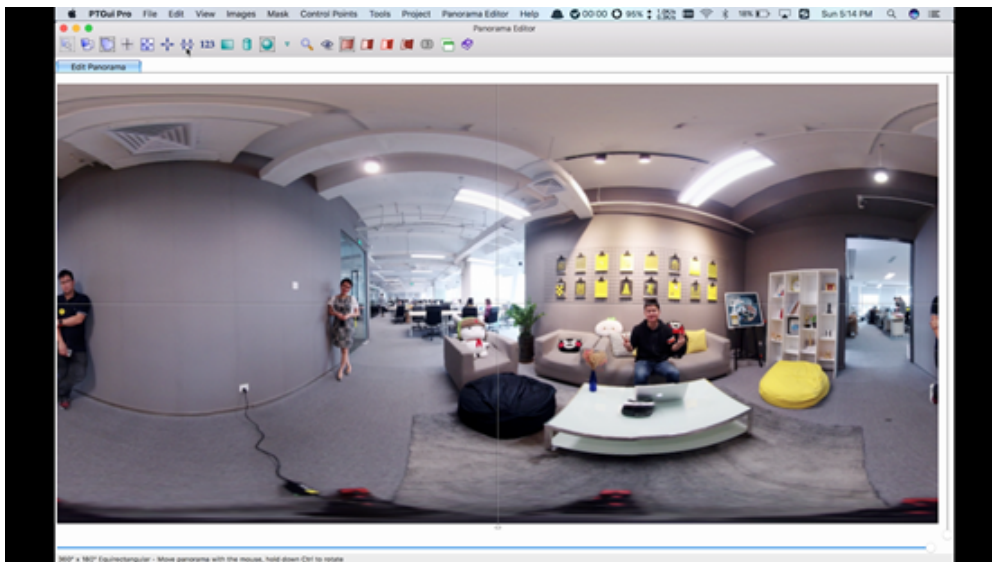 PTGui Pro File Edit View Images Mask Control Points Tools Project Panorama Editor Help 00:00 95% 18% Sun 5:14 PM
Panorama Editor
123
Edit Panorama
360° x 180° Equirectangular - Move panorama with the mouse, hold down Ctrl to rotate